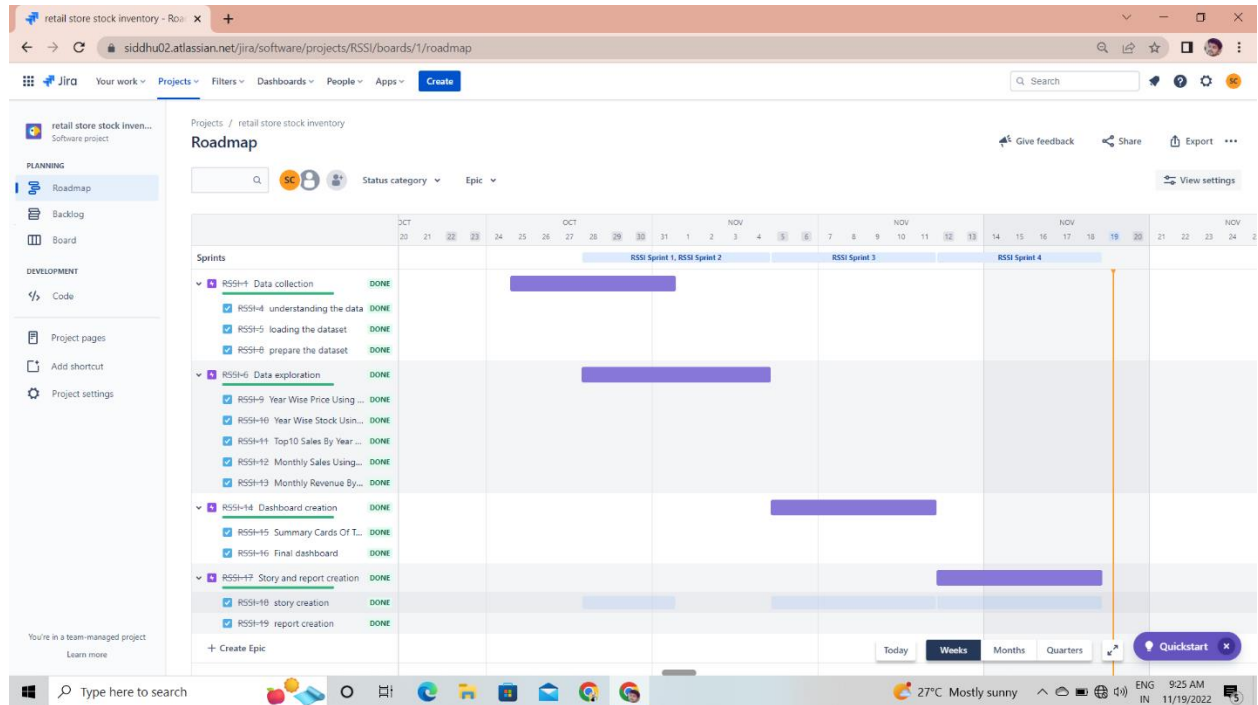 retail store stock inventory - Roa
siddhu02.atlassian.net/jira/software/projects/RSSI/boards/1/roadmap
Jira Your work Projects Filters Dashboards People Apps Create Search SC
retail store stock inven...
Software project
PLANNING
Roadmap
Backlog
Board
DEVELOPMENT
Code
Project pages
Add shortcut
Project settings
You're in a team-managed project
Learn more
Projects / retail store stock inventory
Roadmap
Give feedback Share Export
SC Status category Epic View settings
OCT OCT NOV NOV NOV NOV
20 21 22 23 24 25 26 27 28 29 30 31 1 2 3 4 5 6 7 8 9 10 11 12 13 14 15 16 17 18 19 20 21 22 23 24 2
Sprints RSSI Sprint 1, RSSI Sprint 2 RSSI Sprint 3 RSSI Sprint 4
RSSI-1 Data collection DONE
RSSI-4 understanding the data DONE
RSSI-5 loading the dataset DONE
RSSI-8 prepare the dataset DONE
RSSI-6 Data exploration DONE
RSSI-9 Year Wise Price Using ... DONE
RSSI-10 Year Wise Stock Usin... DONE
RSSI-11 Top10 Sales By Year ... DONE
RSSI-12 Monthly Sales Using... DONE
RSSI-13 Monthly Revenue By... DONE
RSSI-14 Dashboard creation DONE
RSSI-15 Summary Cards Of T... DONE
RSSI-16 Final dashboard DONE
RSSI-17 Story and report creation DONE
RSSI-18 story creation DONE
RSSI-19 report creation DONE
+ Create Epic
Today Weeks Months Quarters Quickstart
Type here to search
27°C Mostly sunny
ENG
IN
9:25 AM
11/19/2022
5